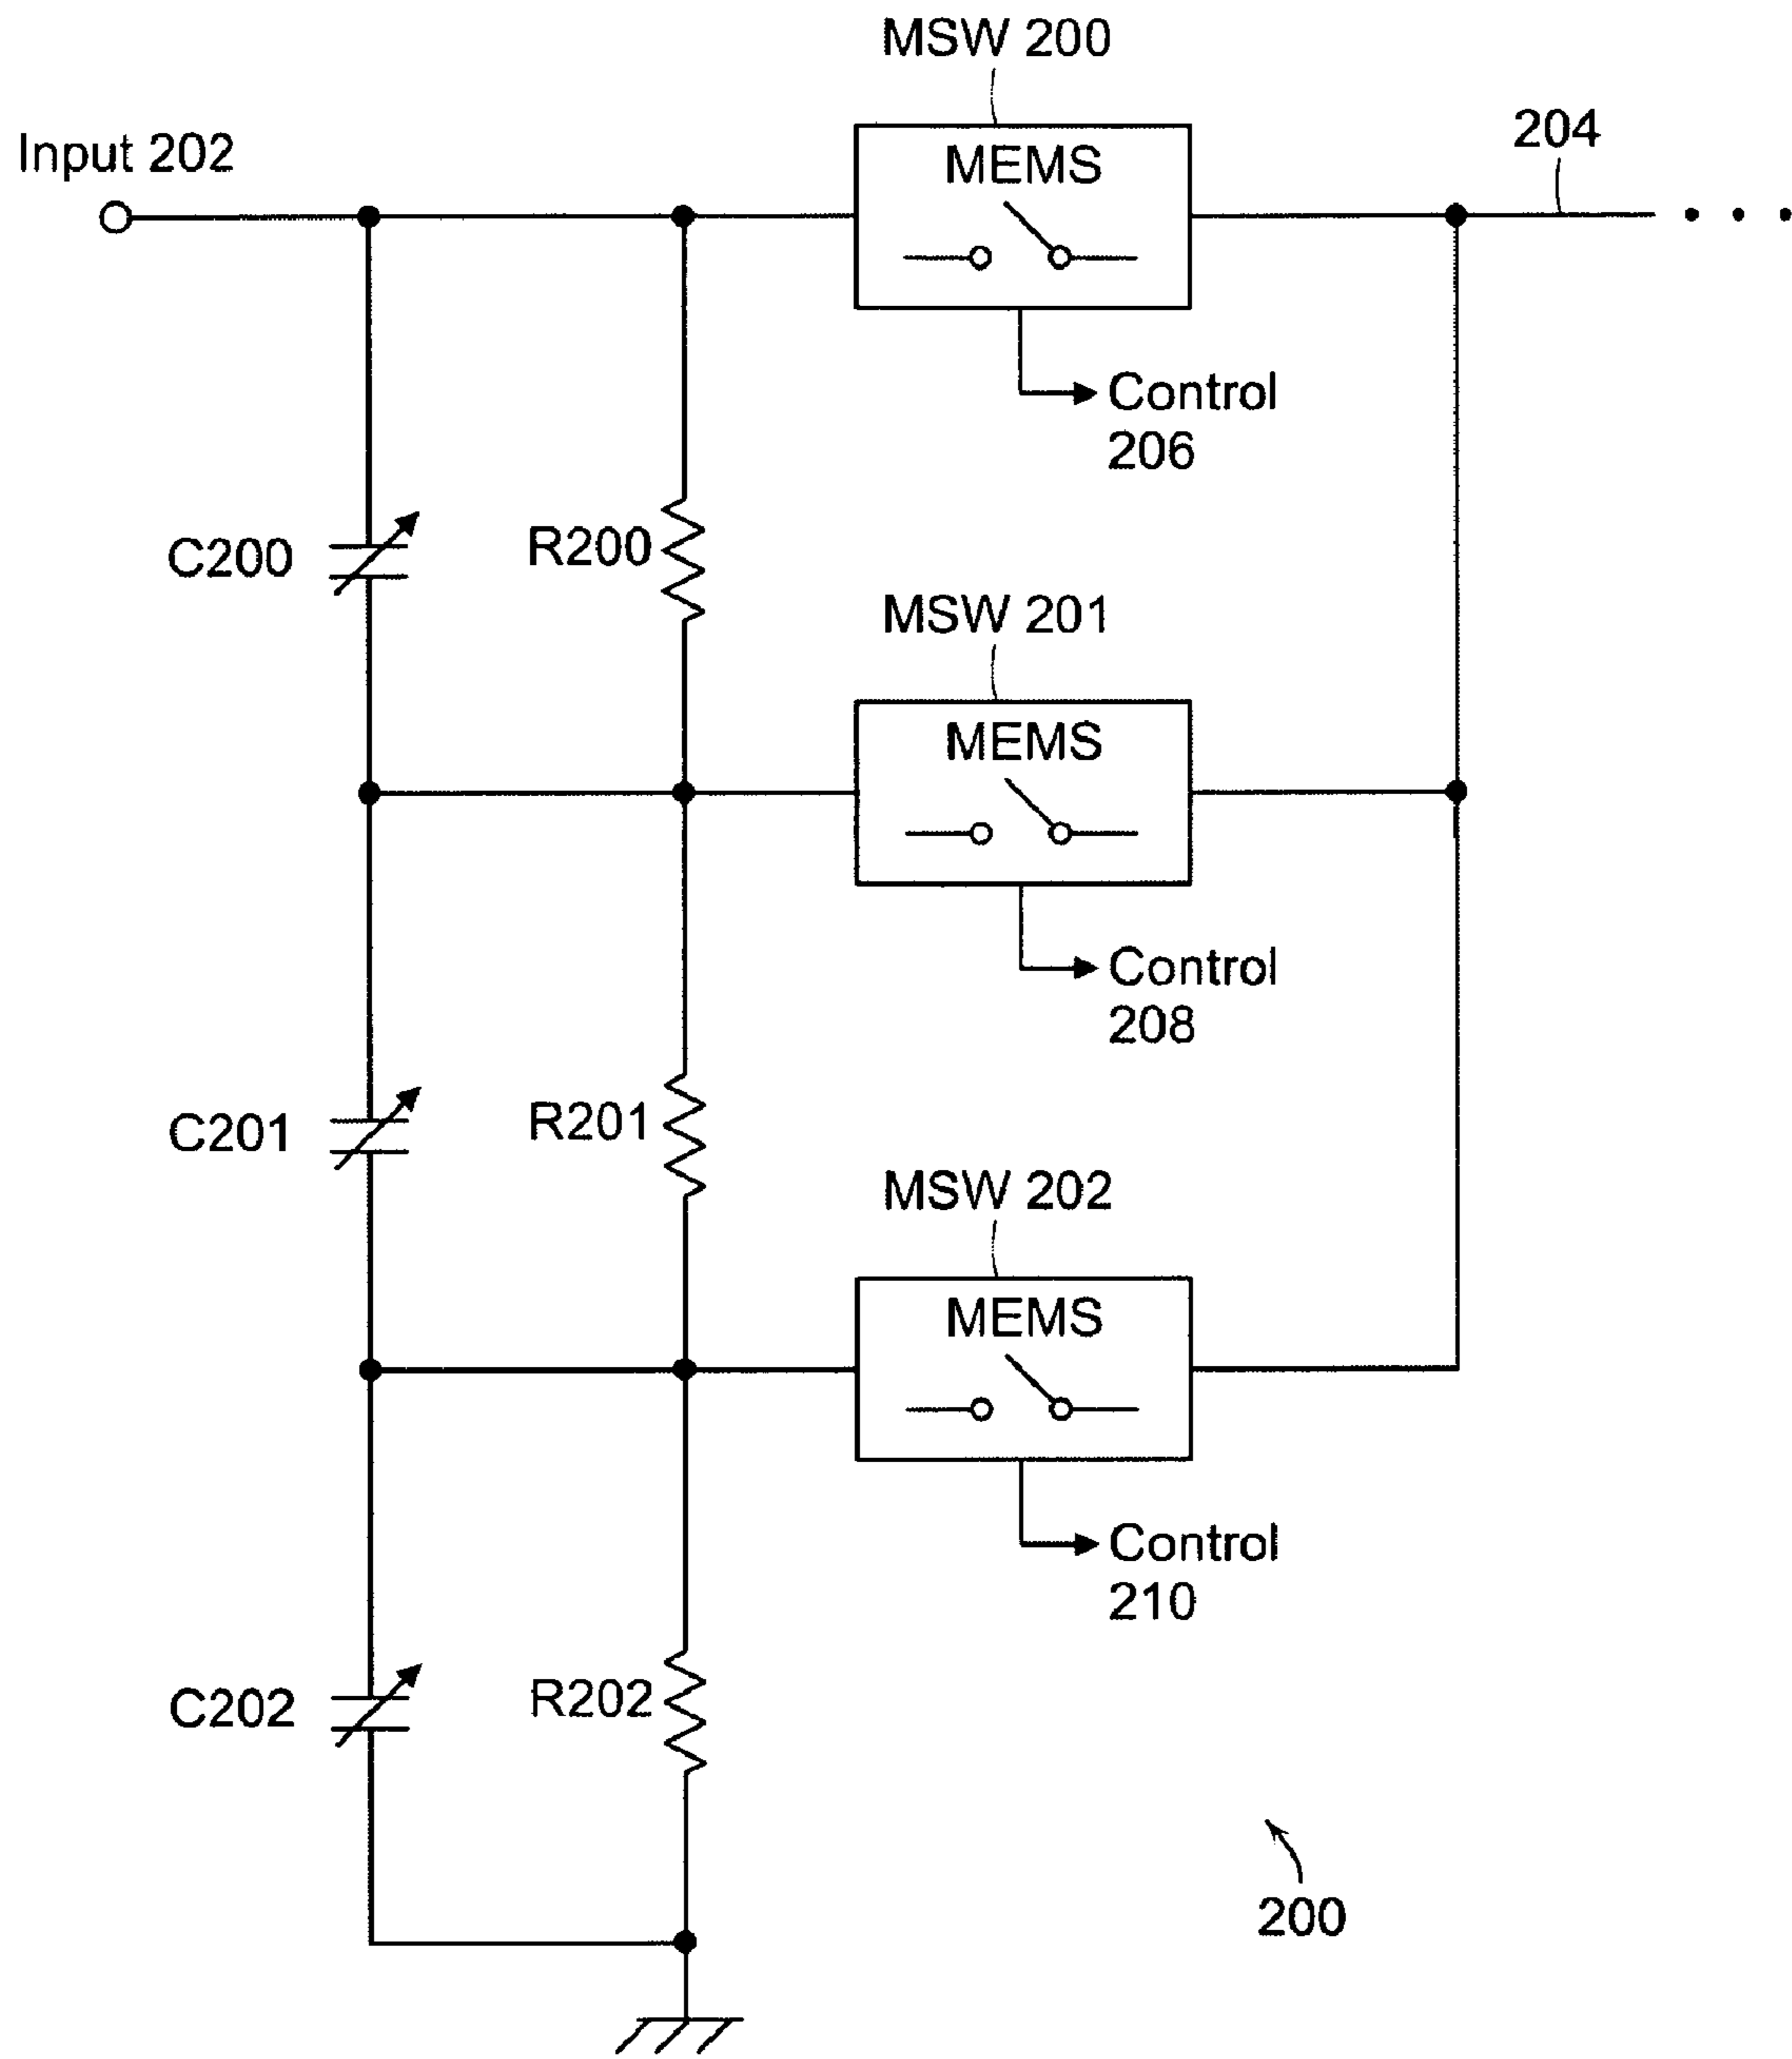 MSW 200
Input 202
MEMS
204
Control
206
C200
R200
MSW 201
MEMS
Control
208
C201
R201
MSW 202
MEMS
Control
210
C202
R202
200